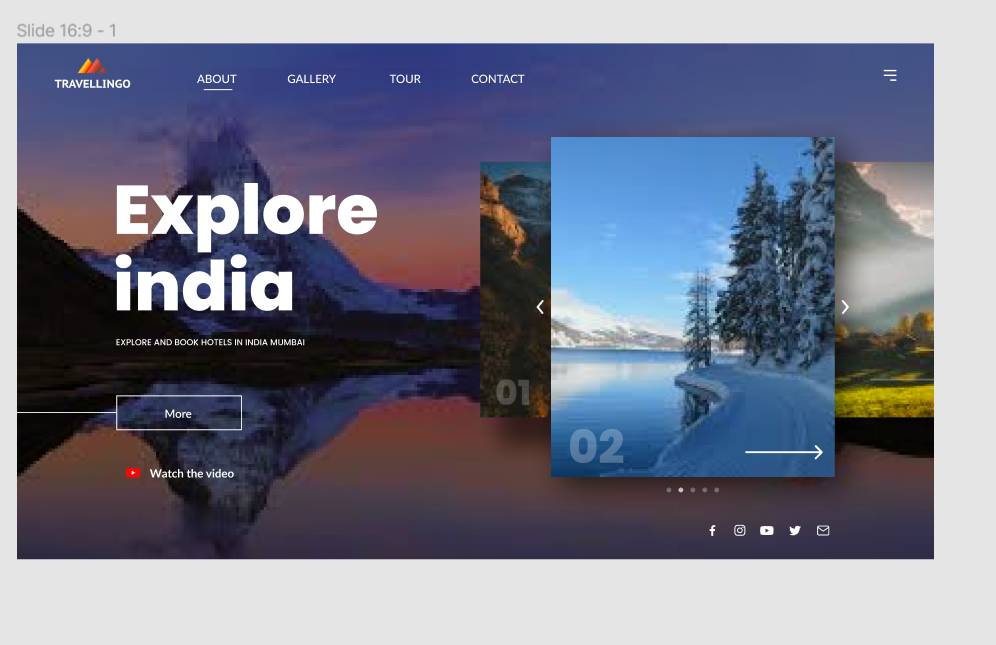 Slide 16:9 - 1
TRAVELLINGO
ABOUT
GALLERY
TOUR
CONTACT
Explore
india
EXPLORE AND BOOK HOTELS IN INDIA MUMBAI
More
Watch the video
01
02